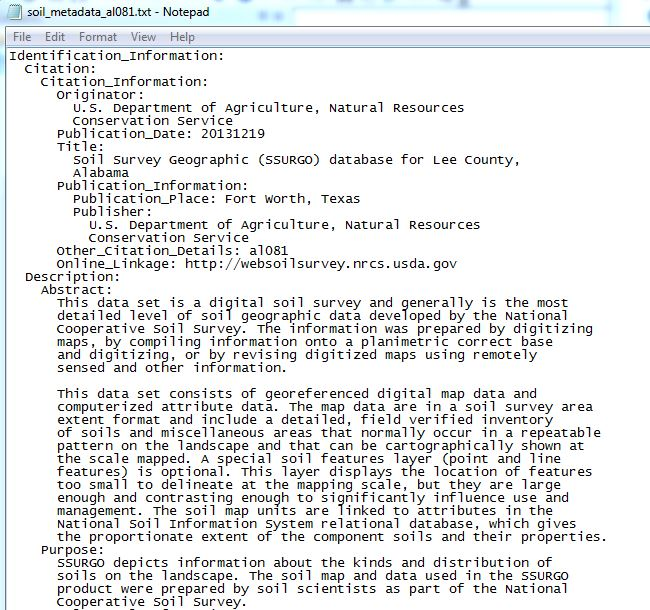 soil_metadata_al081.txt - Notepad
File Edit Format View Help
Identification_Information:
Citation:
Citation_Information:
Originator:
U.S. Department of Agriculture, Natural Resources
Conservation Service
Publication_Date: 20131219
Title:
Soil Survey Geographic (SSURGO) database for Lee County,
Alabama
Publication_Information:
Publication_Place: Fort Worth, Texas
Publisher:
U.S. Department of Agriculture, Natural Resources
Conservation Service
Other_Citation_Details: al081
Online_Linkage: http://websoilsurvey.nrcs.usda.gov
Description:
Abstract:
This data set is a digital soil survey and generally is the most
detailed level of soil geographic data developed by the National
Cooperative Soil Survey. The information was prepared by digitizing
maps, by compiling information onto a planimetric correct base
and digitizing, or by revising digitized maps using remotely
sensed and other information.
This data set consists of georeferenced digital map data and
computerized attribute data. The map data are in a soil survey area
extent format and include a detailed, field verified inventory
of soils and miscellaneous areas that normally occur in a repeatable
pattern on the landscape and that can be cartographically shown at
the scale mapped. A special soil features layer (point and line
features) is optional. This layer displays the location of features
too small to delineate at the mapping scale, but they are large
enough and contrasting enough to significantly influence use and
management. The soil map units are linked to attributes in the
National Soil Information System relational database, which gives
the proportionate extent of the component soils and their properties.
Purpose:
SSURGO depicts information about the kinds and distribution of
soils on the landscape. The soil map and data used in the SSURGO
product were prepared by soil scientists as part of the National
Cooperative Soil Survey.